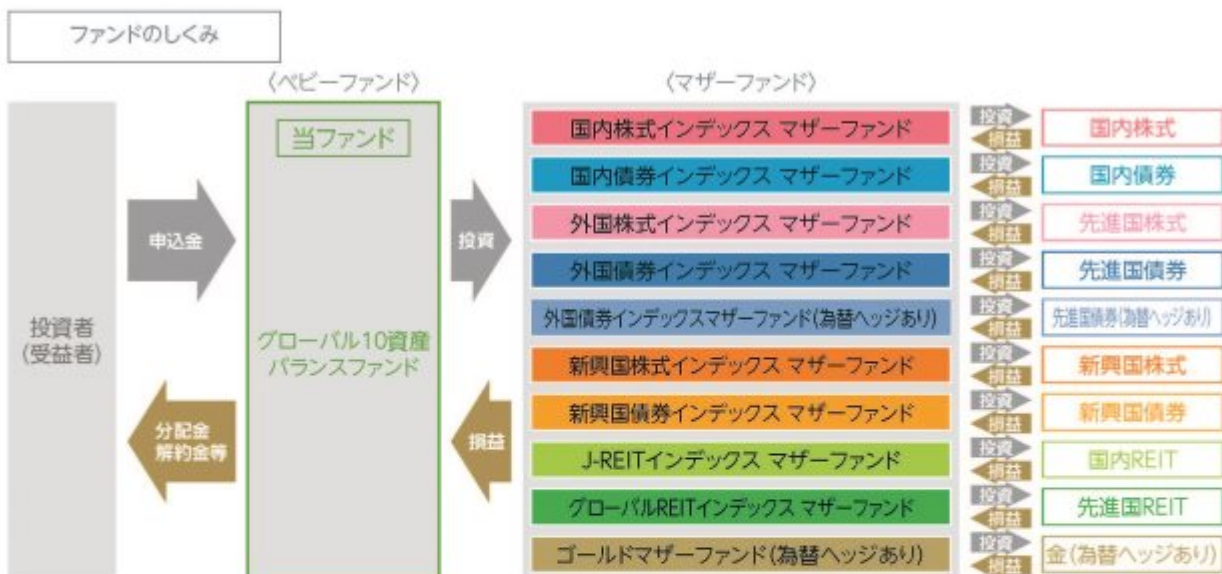 ファンドのしくみ
〈ベビーファンド〉
〈マザーファンド〉
投資者
(受益者)
申込金
分配金
解約金等
当ファンド
グローバル10資産
バランスファンド
投資
損益
国内株式インデックス マザーファンド
投資
損益
国内株式
国内債券インデックス マザーファンド
投資
損益
国内債券
外国株式インデックス マザーファンド
投資
損益
先進国株式
外国債券インデックス マザーファンド
投資
損益
先進国債券
外国債券インデックスマザーファンド(為替ヘッジあり)
投資
損益
先進国債券(為替ヘッジあり)
新興国株式インデックス マザーファンド
投資
損益
新興国株式
新興国債券インデックス マザーファンド
投資
損益
新興国債券
J-REITインデックス マザーファンド
投資
損益
国内REIT
グローバルREITインデックス マザーファンド
投資
損益
先進国REIT
ゴールドマザーファンド(為替ヘッジあり)
投資
損益
金(為替ヘッジあり)